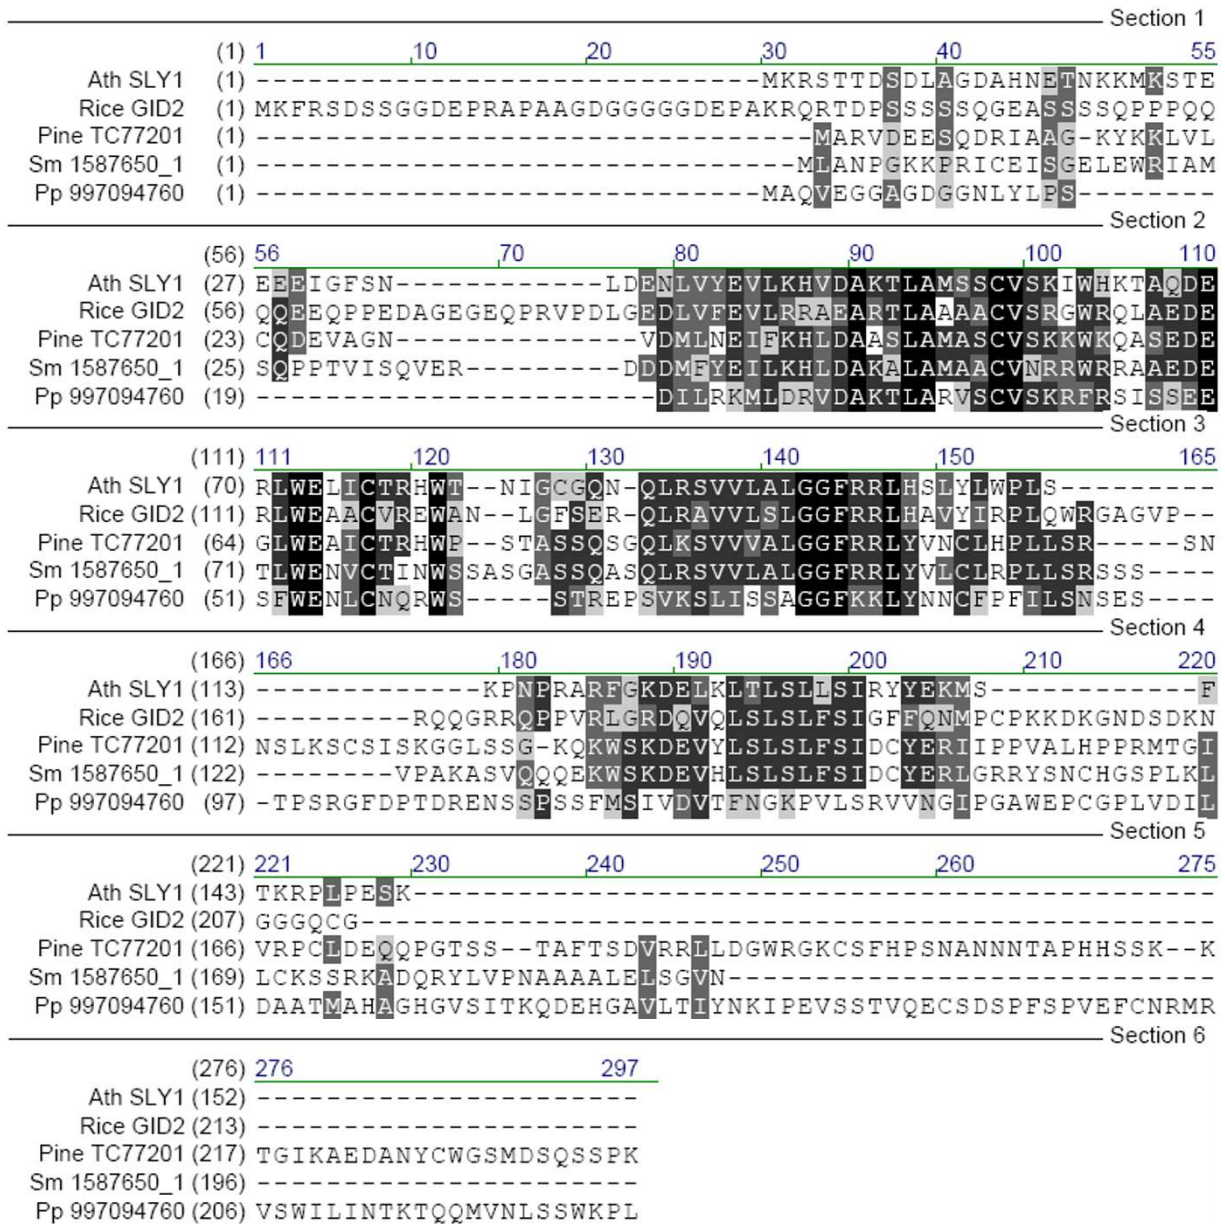 Section 1
(1) 1 10 20 30 40 55
Ath SLY1 (1) -----------------------------MKRSTTDSDLAGDAHNETNKKMKSTE
Rice GID2 (1) MKFRSDSSGGDEPRAPAAGDGGGGGDEPAKRQRTDPSSSSSQGEASSSSQPPPQQ
Pine TC77201 (1) --------------------------------MARVDEESQDRIAAG-KYKKLVL
Sm 1587650_1 (1) -------------------------------MLANPGKKPRICEISGELEWRIAM
Pp 997094760 (1) -----------------------------MAQVEGGAGDGGNLYLPS--------
Section 2
(56) 56 70 80 90 100 110
Ath SLY1 (27) EEEIGFSN------------LDENLVYEVLKHVDAKTLAMSSCVSKIWHKTAQDE
Rice GID2 (56) QQEEQPPEDAGEGEQPRVPDLGEDLVFEVLRRAEARTLAAAACVSRGWRQLAEDE
Pine TC77201 (23) CQDEVAGN--------------VDMLNEIFKHLDAASLAMASCVSKKWKQASEDE
Sm 1587650_1 (25) SQPPTVISQVER---------DDDMFYEILKHLDAKALAMAACVNRRWRRAAEDE
Pp 997094760 (19) -----------------------DILRKMLDRVDAKTLARVSCVSKRFRSISSEE
Section 3
(111) 111 120 130 140 150 165
Ath SLY1 (70) RLWELICTRHWT--NIGCGQN-QLRSVVLALGGFRRLHSLYLWPLS---------
Rice GID2 (111) RLWEAACVREWAN--LGFSER-QLRAVVLSLGGFRRLHAVYIRPLQWRGAGVP--
Pine TC77201 (64) GLWEAICTRHWP--STASSQSGQLKSVVVALGGFRRLYVNCLHPLLSR-----SN
Sm 1587650_1 (71) TLWENVCTINWSSASGASSQASQLRSVVLALGGFRRLYVLCLRPLLSRSSS----
Pp 997094760 (51) SFWENLCNQRWS-----STREPSVKSLISSAGGFKKLYNNCFPFILSNSES----
Section 4
(166) 166 180 190 200 210 220
Ath SLY1 (113) -------------KPNPRARFGKDELKLTLSLLSIRYYEKMS------------F
Rice GID2 (161) ---------RQQGRRQPPVRLGRDQVQLSLSLFSIGFFQNMPCPKKDKGNDSDKN
Pine TC77201 (112) NSLKSCSISKGGLSSG-KQKWSKDEVYLSLSLFSIDCYERIIPPVALHPPRMTGI
Sm 1587650_1 (122) --------VPAKASVQQQEKWSKDEVHLSLSLFSIDCYERLGRRYSNCHGSPLKL
Pp 997094760 (97) -TPSRGFDPTDRENSSPSSFMSIVDVTFNGKPVLSRVVNGIPGAWEPCGPLVDIL
Section 5
(221) 221 230 240 250 260 275
Ath SLY1 (143) TKRPLPESK----------------------------------------------
Rice GID2 (207) GGGQCG-------------------------------------------------
Pine TC77201 (166) VRPCLDEQQPGTSS--TAFTSDVRRLLDGWRGKCSFHPSNANNNTAPHHSSK--K
Sm 1587650_1 (169) LCKSSRKADQRYLVPNAAAALELSGVN----------------------------
Pp 997094760 (151) DAATMAHAGHGVSITKQDEHGAVLTIYNKIPEVSSTVQECSDSPFSPVEFCNRMR
Section 6
(276) 276 297
Ath SLY1 (152) ----------------------
Rice GID2 (213) ----------------------
Pine TC77201 (217) TGIKAEDANYCWGSMDSQSSPK
Sm 1587650_1 (196) ----------------------
Pp 997094760 (206) VSWILINTKTQQMVNLSSWKPL